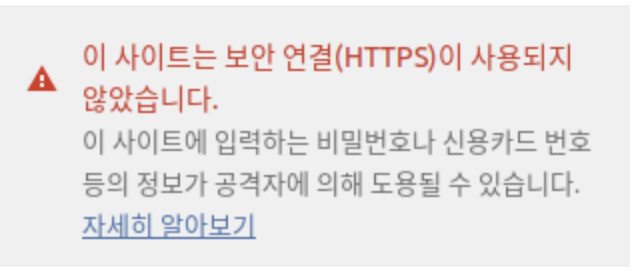 이 사이트는 보안 연결(HTTPS)이 사용되지
않았습니다.
이 사이트에 입력하는 비밀번호나 신용카드 번호
등의 정보가 공격자에 의해 도용될 수 있습니다.
자세히 알아보기